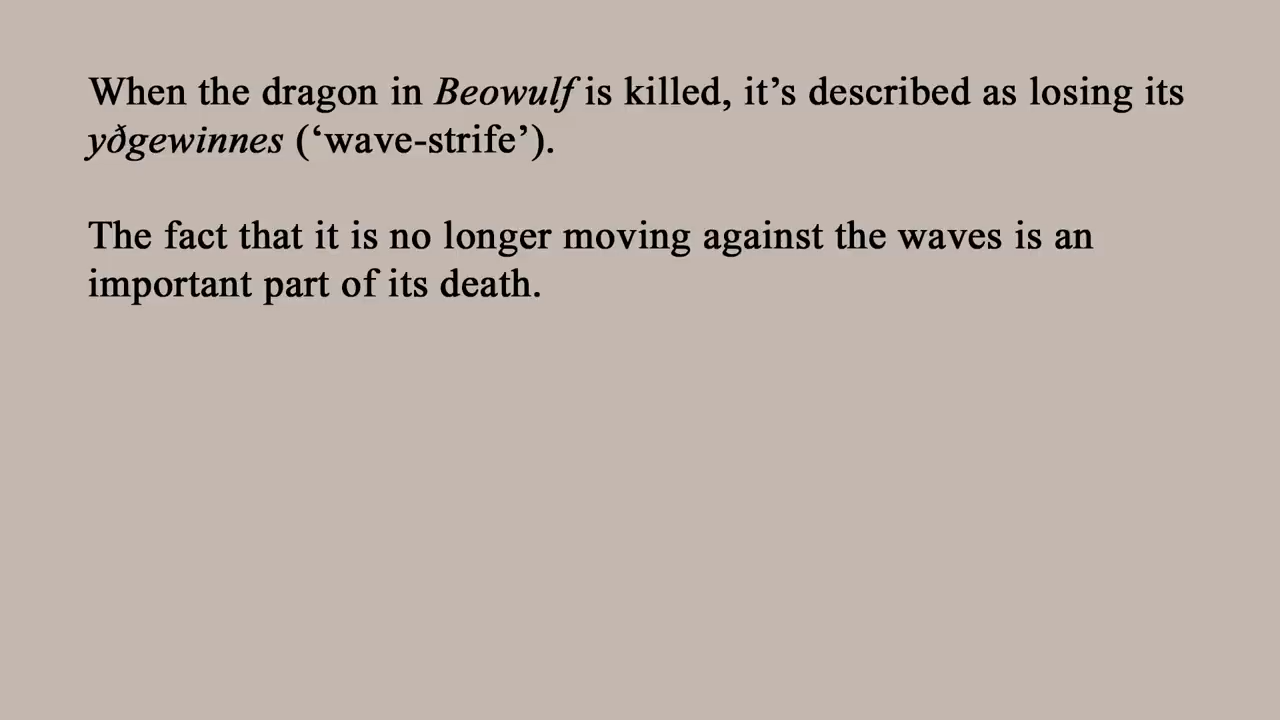 When the dragon in Beowulf is killed, it’s described as losing its
yðgewinnes (‘wave-strife’).
The fact that it is no longer moving against the waves is an
important part of its death.